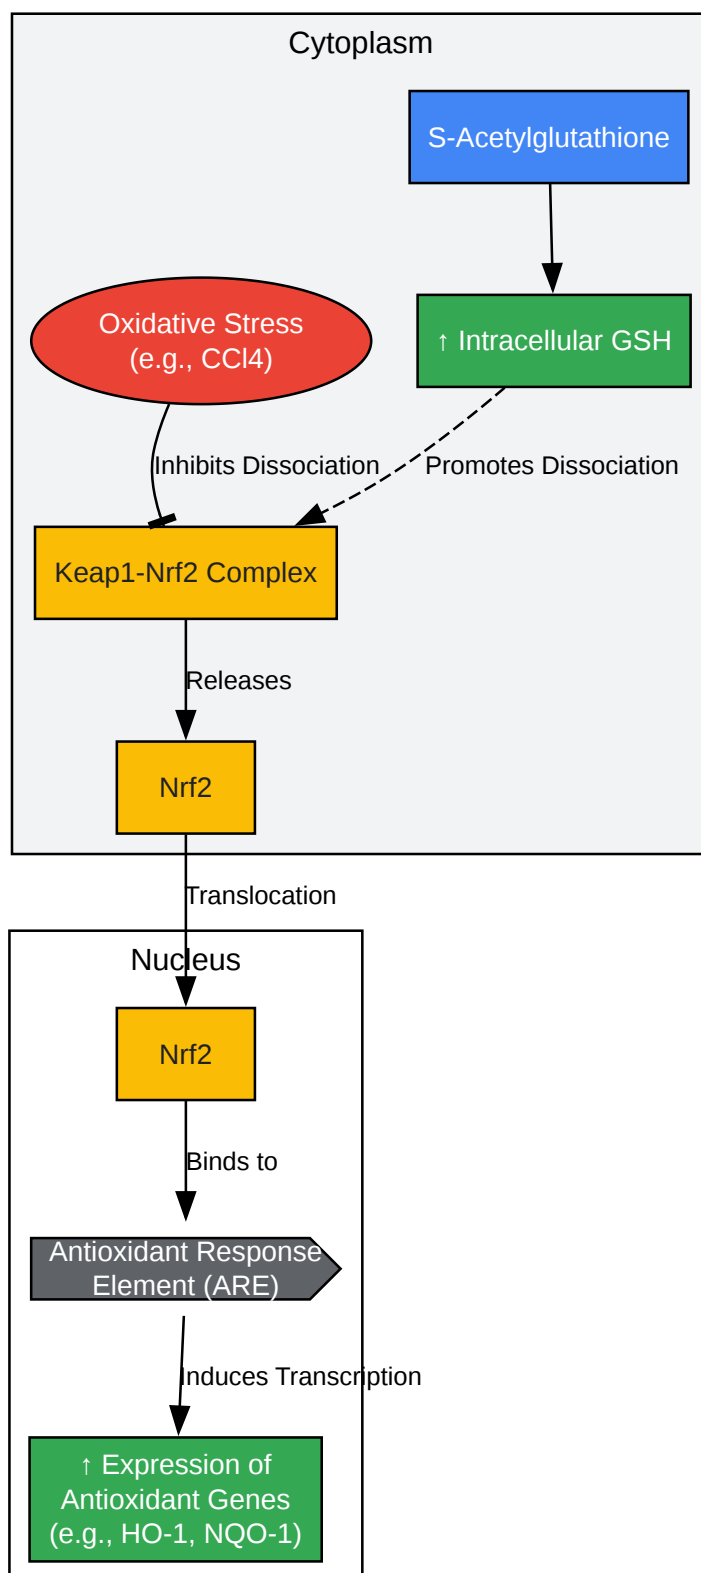 Cytoplasm
S-Acetylglutathione
Oxidative Stress
(e.g., CCl4)
↑ Intracellular GSH
Inhibits Dissociation
Promotes Dissociation
Keap1-Nrf2 Complex
Releases
Nrf2
Translocation
Nucleus
Nrf2
Binds to
Antioxidant Response
Element (ARE)
Induces Transcription
↑ Expression of
Antioxidant Genes
(e.g., HO-1, NQO-1)